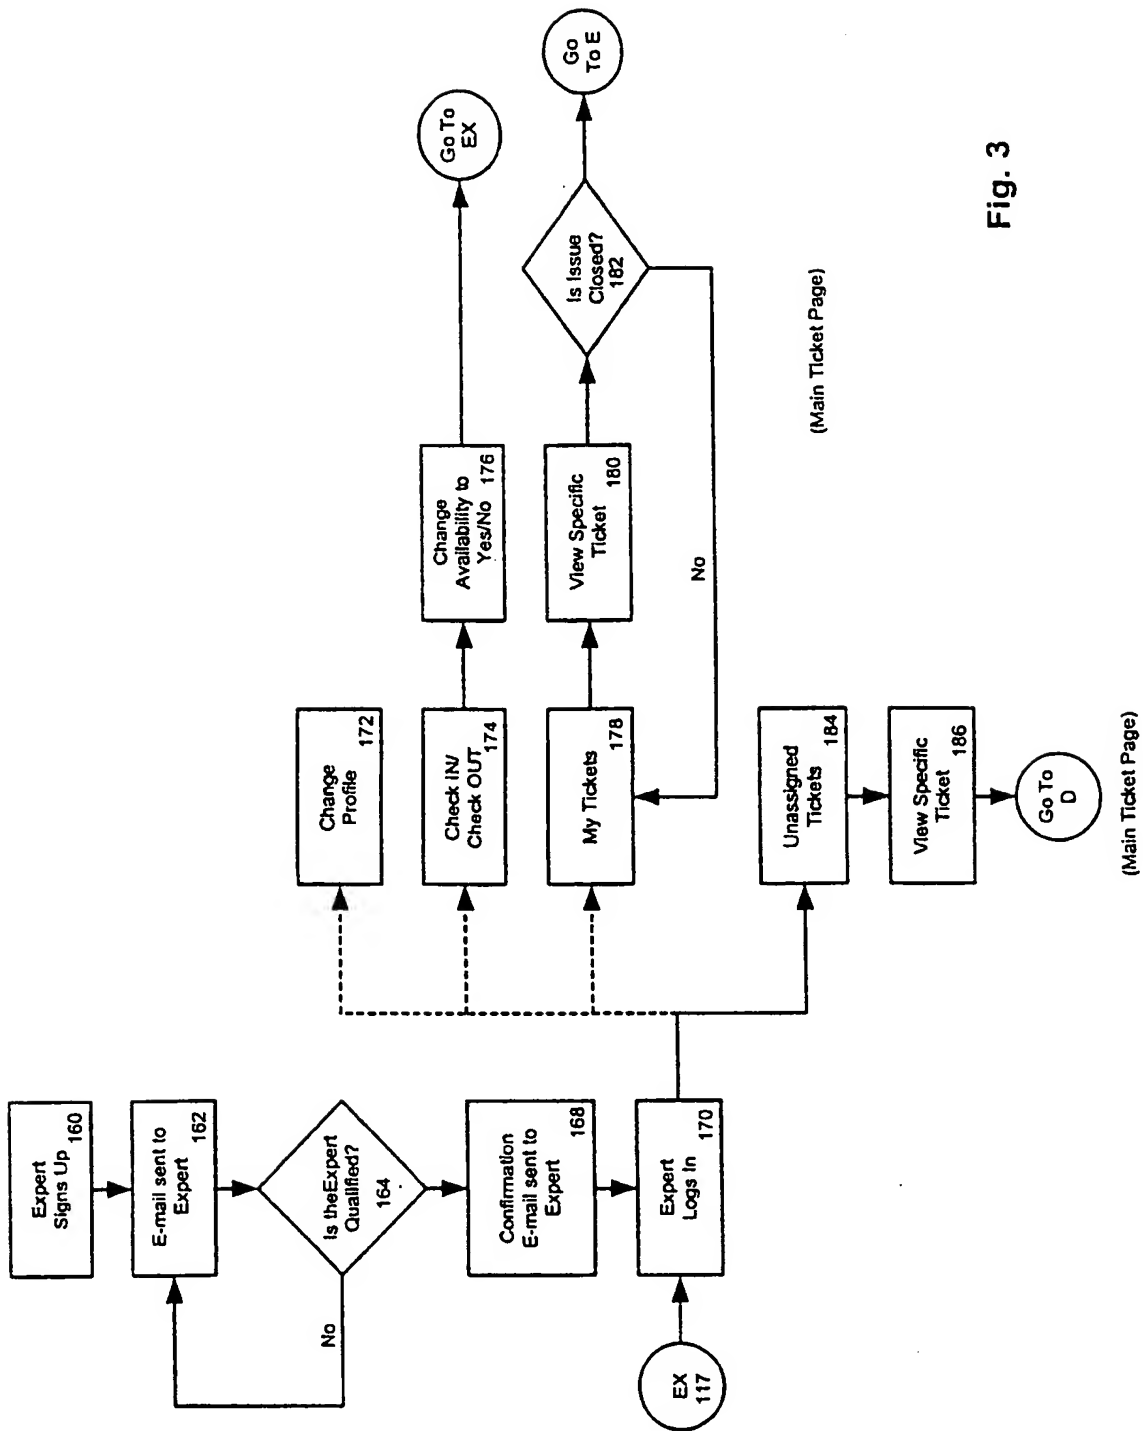 Expert
Signs Up 160
E-mail sent to
Expert 162
Is theExpert
Qualified?
164
No
Confirmation
E-mail sent to
Expert 168
EX
117
Expert
Logs In 170
Change
Profile 172
Check IN/
Check OUT 174
Change
Availability to
Yes/No 176
Go To
EX
My Tickets 178
View Specific
Ticket 180
Is Issue
Closed?
182
Go
To E
No
Unassigned
Tickets 184
View Specific
Ticket 186
Go To
D
(Main Ticket Page)
(Main Ticket Page)
Fig. 3